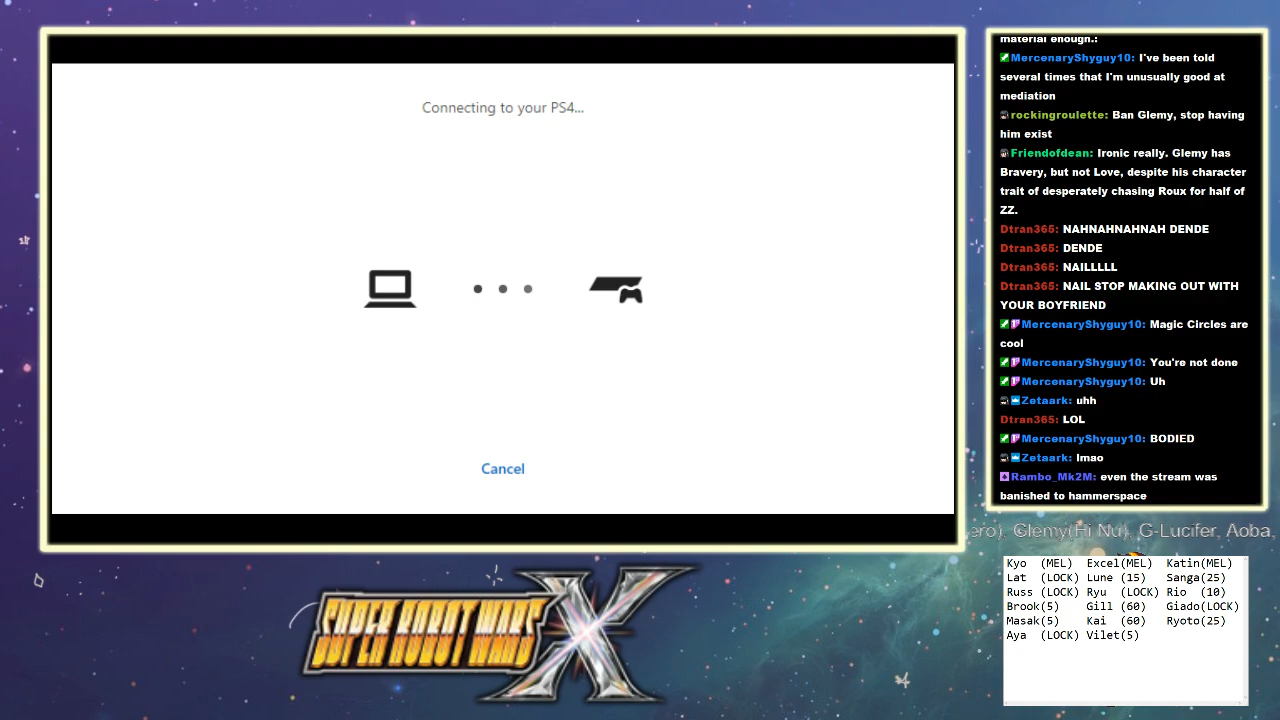 Connecting to your PS4...
Cancel
material enough.:
MercenaryShyguy10: I've been told
several times that I'm unusually good at
mediation
rockingroulette: Ban Glemy, stop having
him exist
Friendofdean: Ironic really. Glemy has
Bravery, but not Love, despite his character
trait of desperately chasing Roux for half of
ZZ.
Dtran365: NAHNAHNAHNAH DENDE
Dtran365: DENDE
Dtran365: NAILLLLL
Dtran365: NAIL STOP MAKING OUT WITH
YOUR BOYFRIEND
MercenaryShyguy10: Magic Circles are
cool
MercenaryShyguy10: You're not done
MercenaryShyguy10: Uh
Zetaark: uhh
Dtran365: LOL
MercenaryShyguy10: BODIED
Zetaark: lmao
Rambo_Mk2M: even the stream was
banished to hammerspace
ero), Glemy(Hi Nu), G-Lucifer, Aoba,
Kyo (MEL) Excel(MEL) Katin(MEL)
Lat (LOCK) Lune (15) Sanga(25)
Russ (LOCK) Ryu (LOCK) Rio (10)
Brook(5) Gill (60) Giado(LOCK)
Masak(5) Kai (60) Ryoto(25)
Aya (LOCK) Vilet(5)
SUPER ROBOT WARS X